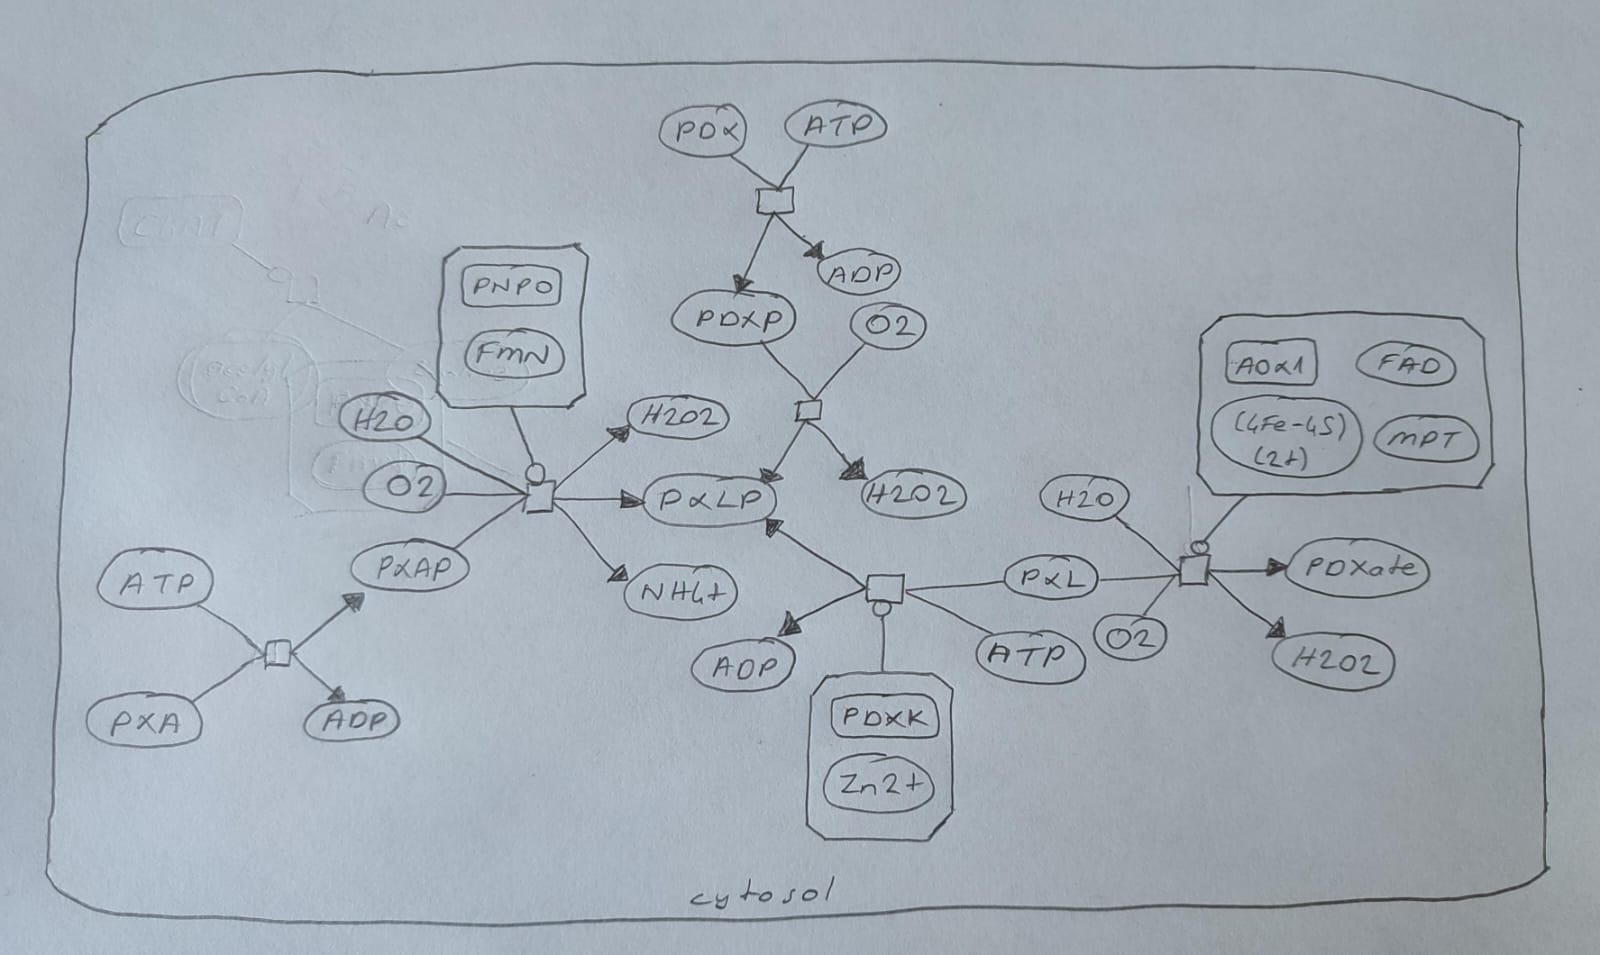 PDX
ATP
ADP
PDXP
O2
PNPO
FMN
H2O
O2
PXAP
H2O2
PXLP
NH4+
H2O2
ATP
PXA
ADP
AOX1
FAD
(4Fe-4S)
(2+)
MPT
H2O
PXL
O2
PDXate
H2O2
ADP
ATP
PDXK
Zn2+
cytosol